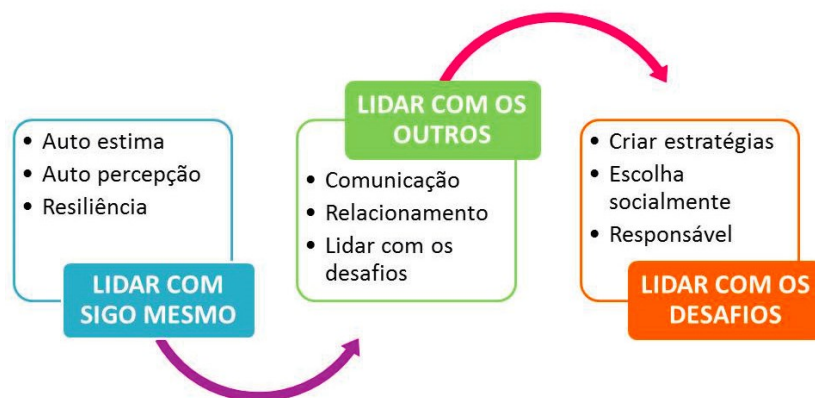 • Auto estima
• Auto percepção
• Resiliência
LIDAR COM
SIGO MESMO
LIDAR COM OS
OUTROS
• Comunicação
• Relacionamento
• Lidar com os
desafios
• Criar estratégias
• Escolha
socialmente
• Responsável
LIDAR COM OS
DESAFIOS